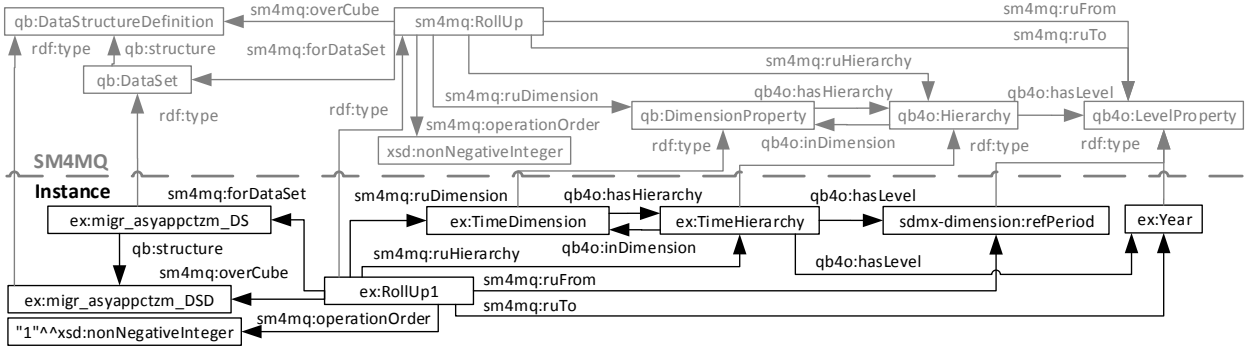 qb:DataStructureDefinition
sm4mq:overCube
sm4mq:RollUp
sm4mq:ruFrom
rdf:type
qb:structure
sm4mq:forDataSet
sm4mq:ruTo
qb:DataSet
sm4mq:ruHierarchy
rdf:type
rdf:type
sm4mq:ruDimension
qb4o:hasHierarchy
qb4o:hasLevel
qb:DimensionProperty
qb4o:Hierarchy
qb4o:LevelProperty
sm4mq:operationOrder
xsd:nonNegativeInteger
rdf:type
qb4o:inDimension
rdf:type
rdf:type
SM4MQ
Instance
sm4mq:forDataSet
sm4mq:ruDimension
qb4o:hasHierarchy
qb4o:hasLevel
ex:migr_asyappctzm_DS
ex:TimeDimension
ex:TimeHierarchy
sdmx-dimension:refPeriod
ex:Year
qb:structure
qb4o:inDimension
sm4mq:ruHierarchy
qb4o:hasLevel
sm4mq:overCube
sm4mq:ruFrom
ex:migr_asyappctzm_DSD
ex:RollUp1
sm4mq:ruTo
sm4mq:operationOrder
"1"^^xsd:nonNegativeInteger